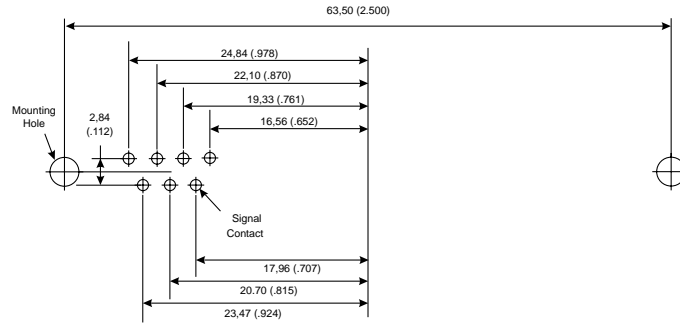 63,50 (2.500)
24,84 (.978)
22,10 (.870)
19,33 (.761)
16,56 (.652)
Mounting
Hole
2,84
(.112)
Signal
Contact
17,96 (.707)
20.70 (.815)
23,47 (.924)